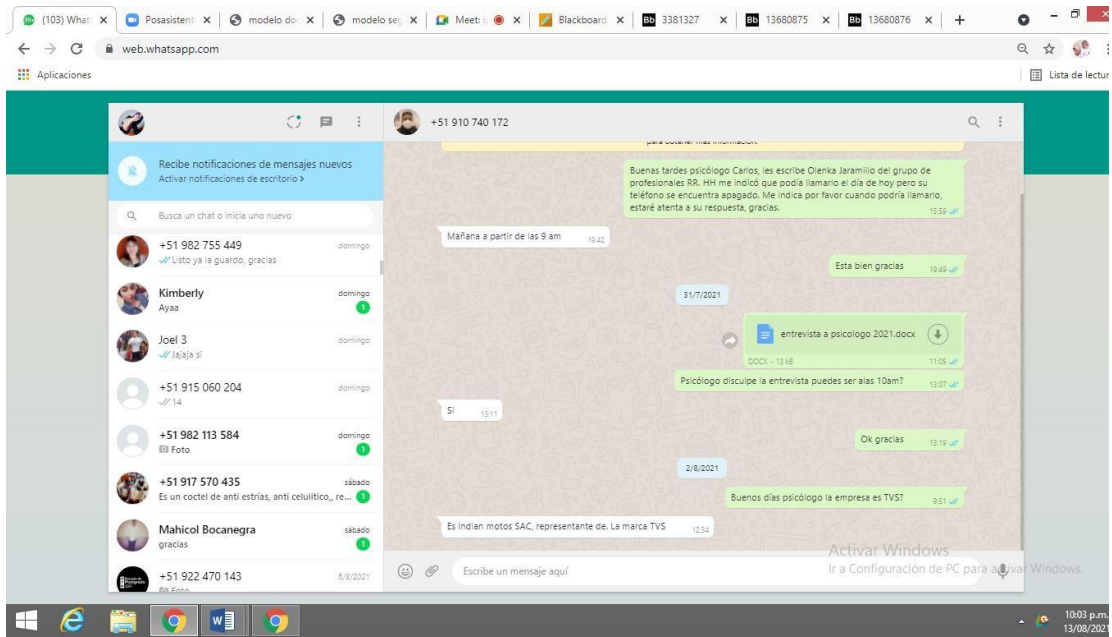 (103) What
Posasistent
modelo do
modelo seg
Meet: i
Blackboard
Bb 3381327
Bb 13680875
Bb 13680876
web.whatsapp.com
Aplicaciones
Lista de lectur
+51 910 740 172
Recibe notificaciones de mensajes nuevos
Activar notificaciones de escritorio >
Busca un chat o inicia uno nuevo
+51 982 755 449
domingo
Listo ya la guardo, gracias
Kimberly
domingo
Ayaa
1
Joel 3
domingo
Jajaja si
+51 915 060 204
domingo
14
+51 982 113 584
domingo
Foto
1
+51 917 570 435
sábado
Es un coctel de anti estrías, anti celulitico,, re...
1
Mahicol Bocanegra
sábado
gracias
1
+51 922 470 143
6/8/2021
Foto
para obtener más información.
Buenas tardes psicólogo Carlos, les escribe Olenka Jaramillo del grupo de
profesionales RR. HH me indicó que podía llamarlo el día de hoy pero su
teléfono se encuentra apagado. Me indica por favor cuando podría llamarlo,
estaré atenta a su respuesta, gracias.
15:59
Mañana a partir de las 9 am
19:42
Esta bien gracias
19:49
31/7/2021
entrevista a psicologo 2021.docx
DOCX - 13 kB
11:05
Psicólogo disculpe la entrevista puedes ser alas 10am?
13:07
Si
13:11
Ok gracias
13:19
2/8/2021
Buenos días psicólogo la empresa es TVS?
9:51
Es Indian motos SAC, representante de. La marca TVS
12:34
Escribe un mensaje aquí
Activar Windows
Ir a Configuración de PC para activar Windows.
10:03 p.m.
13/08/2021